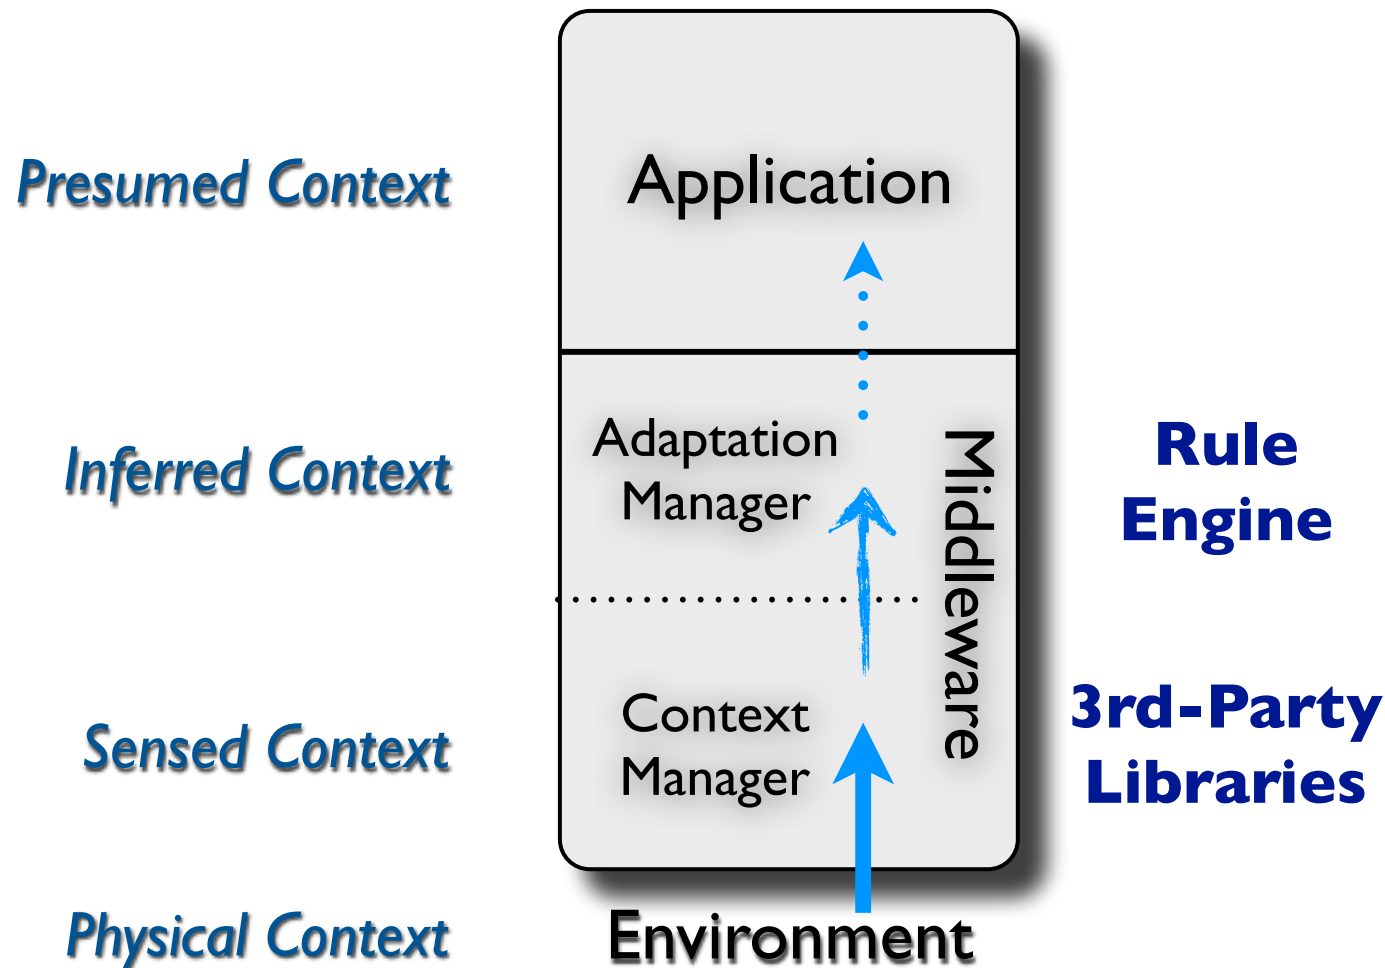 Presumed Context
Application
Inferred Context
Adaptation
Manager
Middleware
Rule
Engine
Sensed Context
Context
Manager
3rd-Party
Libraries
Physical Context
Environment